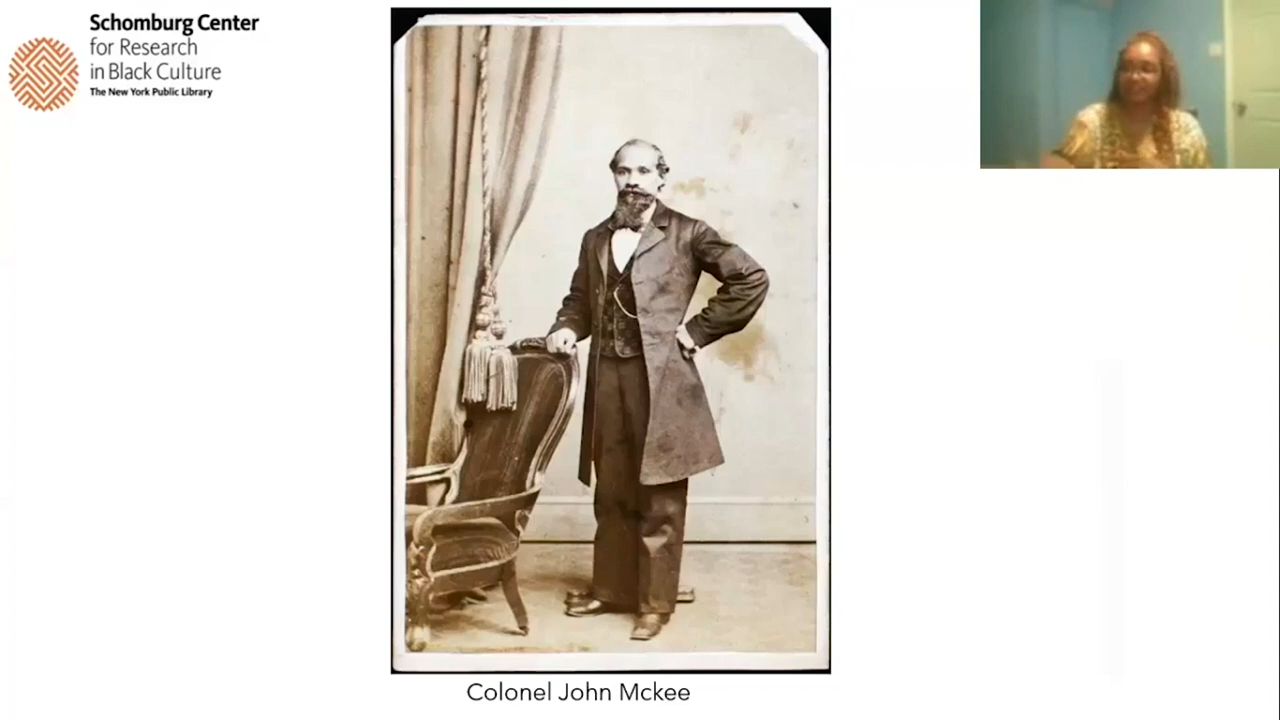 Schomburg Center
for Research
in Black Culture
The New York Public Library
Colonel John Mckee